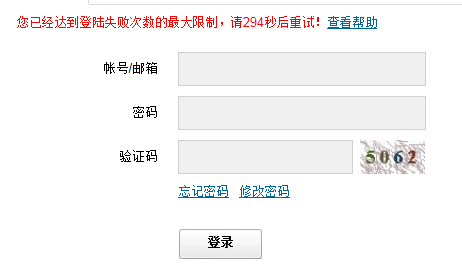 您已经达到登陆失败次数的最大限制，请294秒后重试！查看帮助
帐号/邮箱
密码
验证码 5062
忘记密码 修改密码
登录